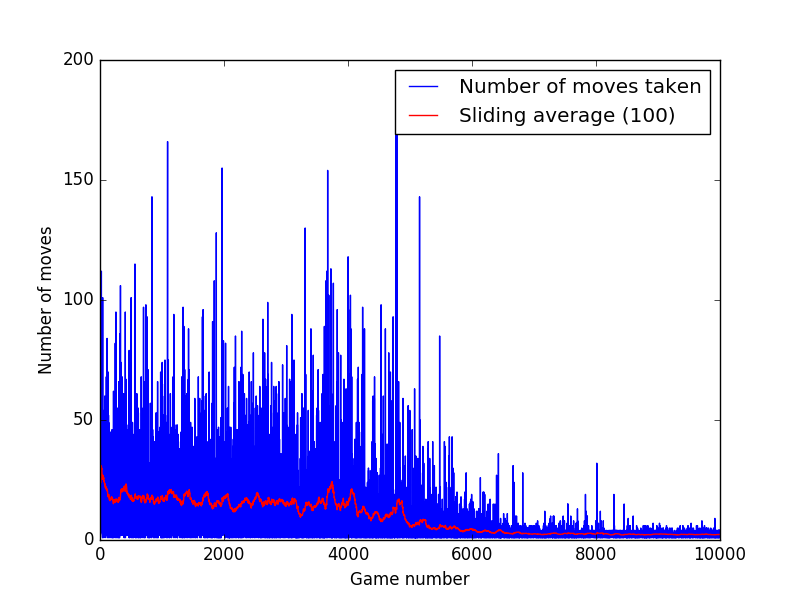 200
Number of moves taken
Sliding average (100)
150
100
50
0
Number of moves
0 2000 4000 6000 8000 10000
Game number